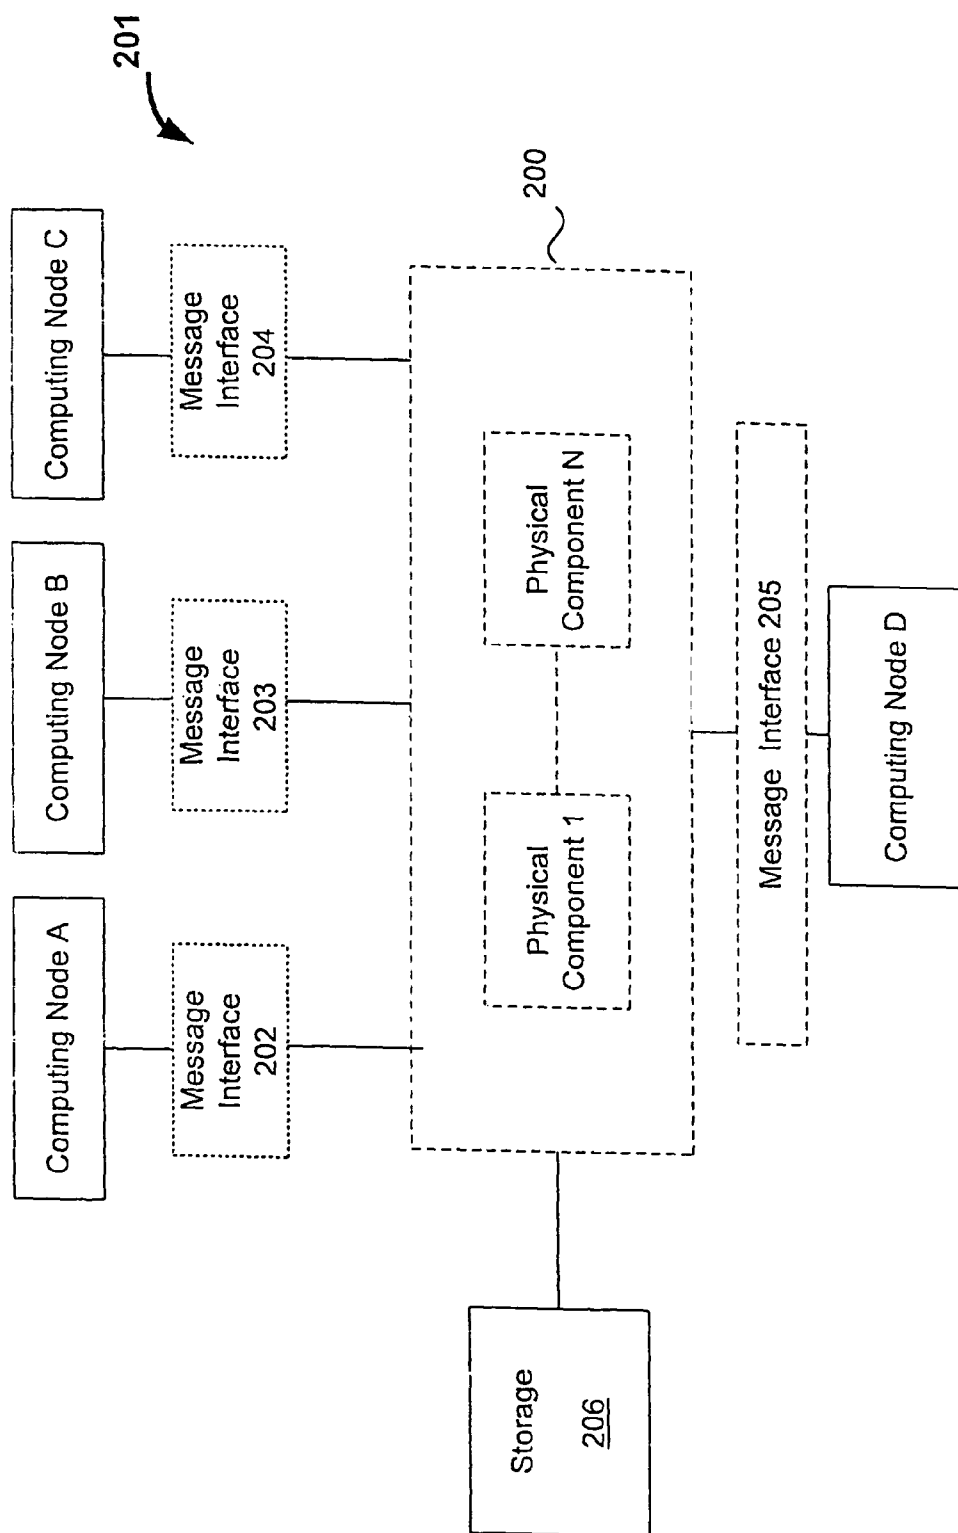 201
Computing Node A
Computing Node B
Computing Node C
Message
Interface
202
Message
Interface
203
Message
Interface
204
200
Physical
Component 1
Physical
Component N
Storage
206
Message Interface 205
Computing Node D